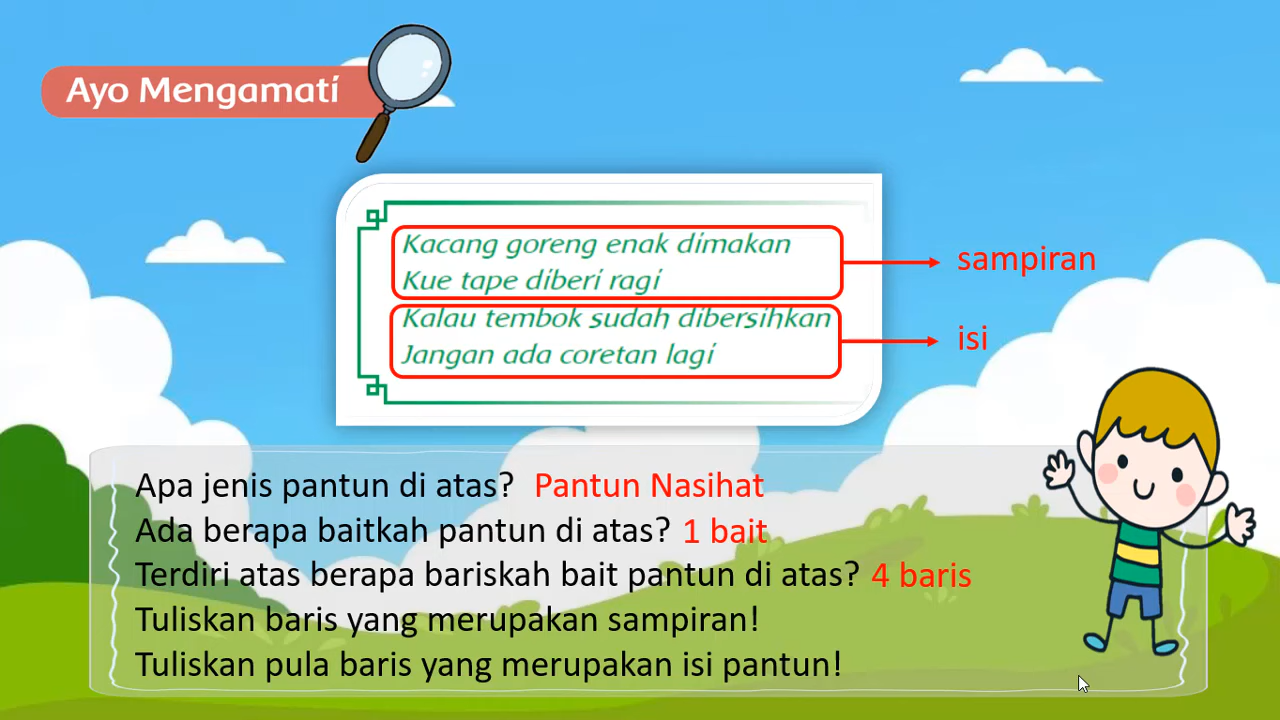 Ayo Mengamati
Kacang goreng enak dimakan
Kue tape diberi ragi
sampiran
Kalau tembok sudah dibersihkan
Jangan ada coretan lagi
isi
Apa jenis pantun di atas? Pantun Nasihat
Ada berapa baitkah pantun di atas? 1 bait
Terdiri atas berapa bariskah bait pantun di atas? 4 baris
Tuliskan baris yang merupakan sampiran!
Tuliskan pula baris yang merupakan isi pantun!